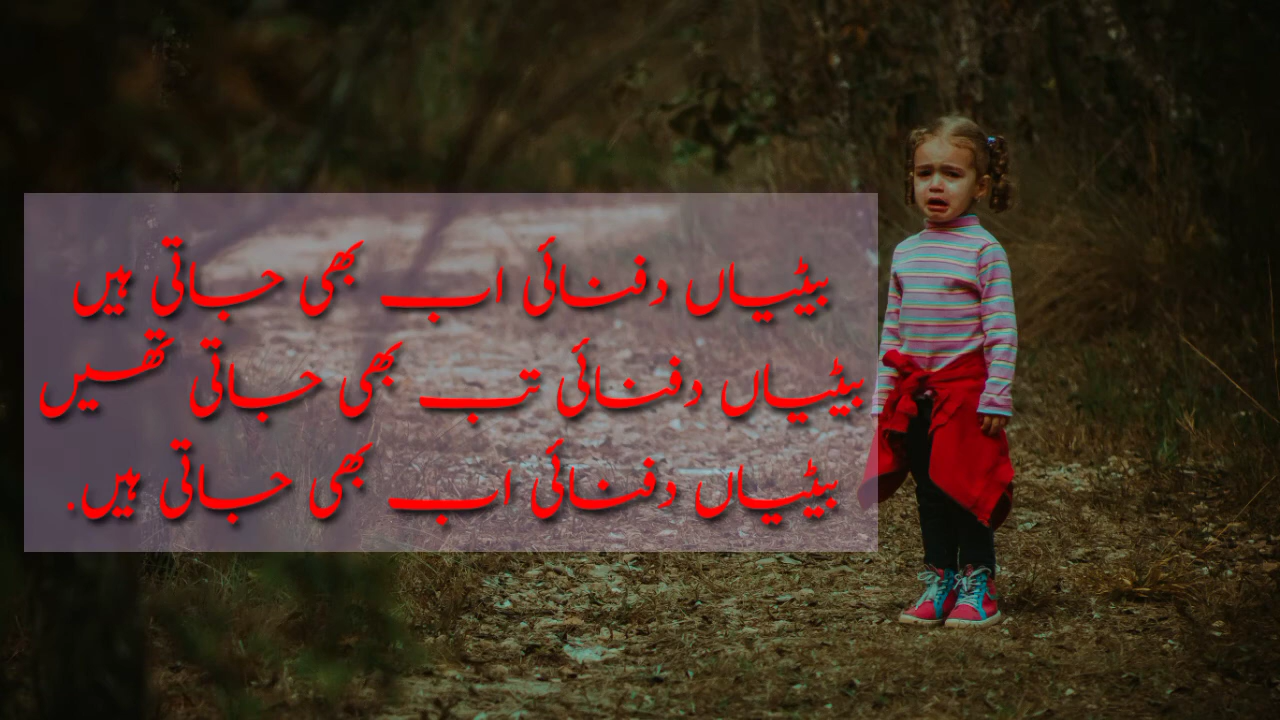 بیٹیاں دفنائی اب بھی جاتی ہیں
بیٹیاں دفنائی تب بھی جاتی تھیں
بیٹیاں دفنائی اب بھی جاتی ہیں.